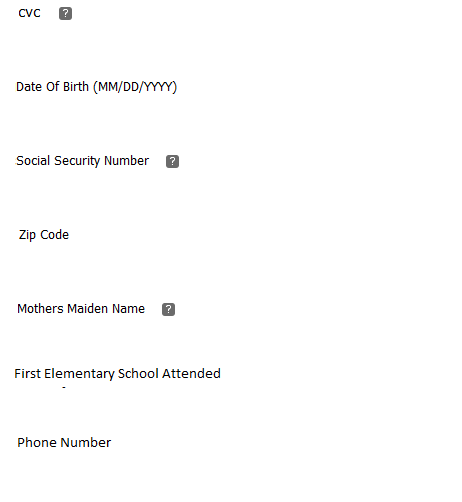 CVC ?
Date Of Birth (MM/DD/YYYY)
Social Security Number ?
Zip Code
Mothers Maiden Name ?
First Elementary School Attended
Phone Number